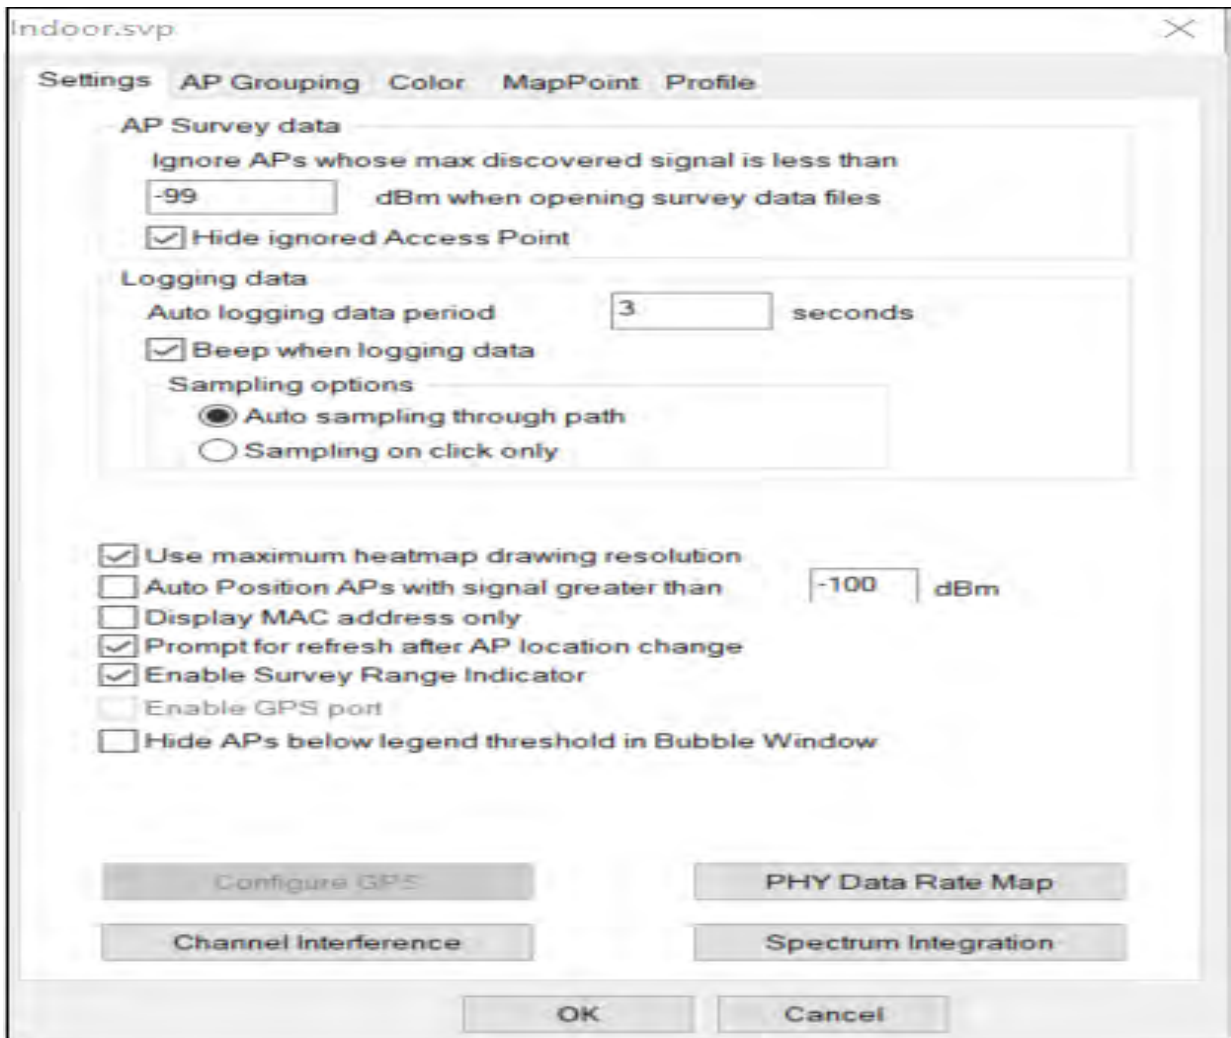 Indoor.svp
Settings AP Grouping Color MapPoint Profile
AP Survey data
Ignore APs whose max discovered signal is less than
-99 dBm when opening survey data files
Hide ignored Access Point
Logging data
Auto logging data period 3 seconds
Beep when logging data
Sampling options
Auto sampling through path
Sampling on click only
Use maximum heatmap drawing resolution
Auto Position APs with signal greater than -100 dBm
Display MAC address only
Prompt for refresh after AP location change
Enable Survey Range Indicator
Enable GPS port
Hide APs below legend threshold in Bubble Window
Configure GPS PHY Data Rate Map
Channel Interference Spectrum Integration
OK Cancel